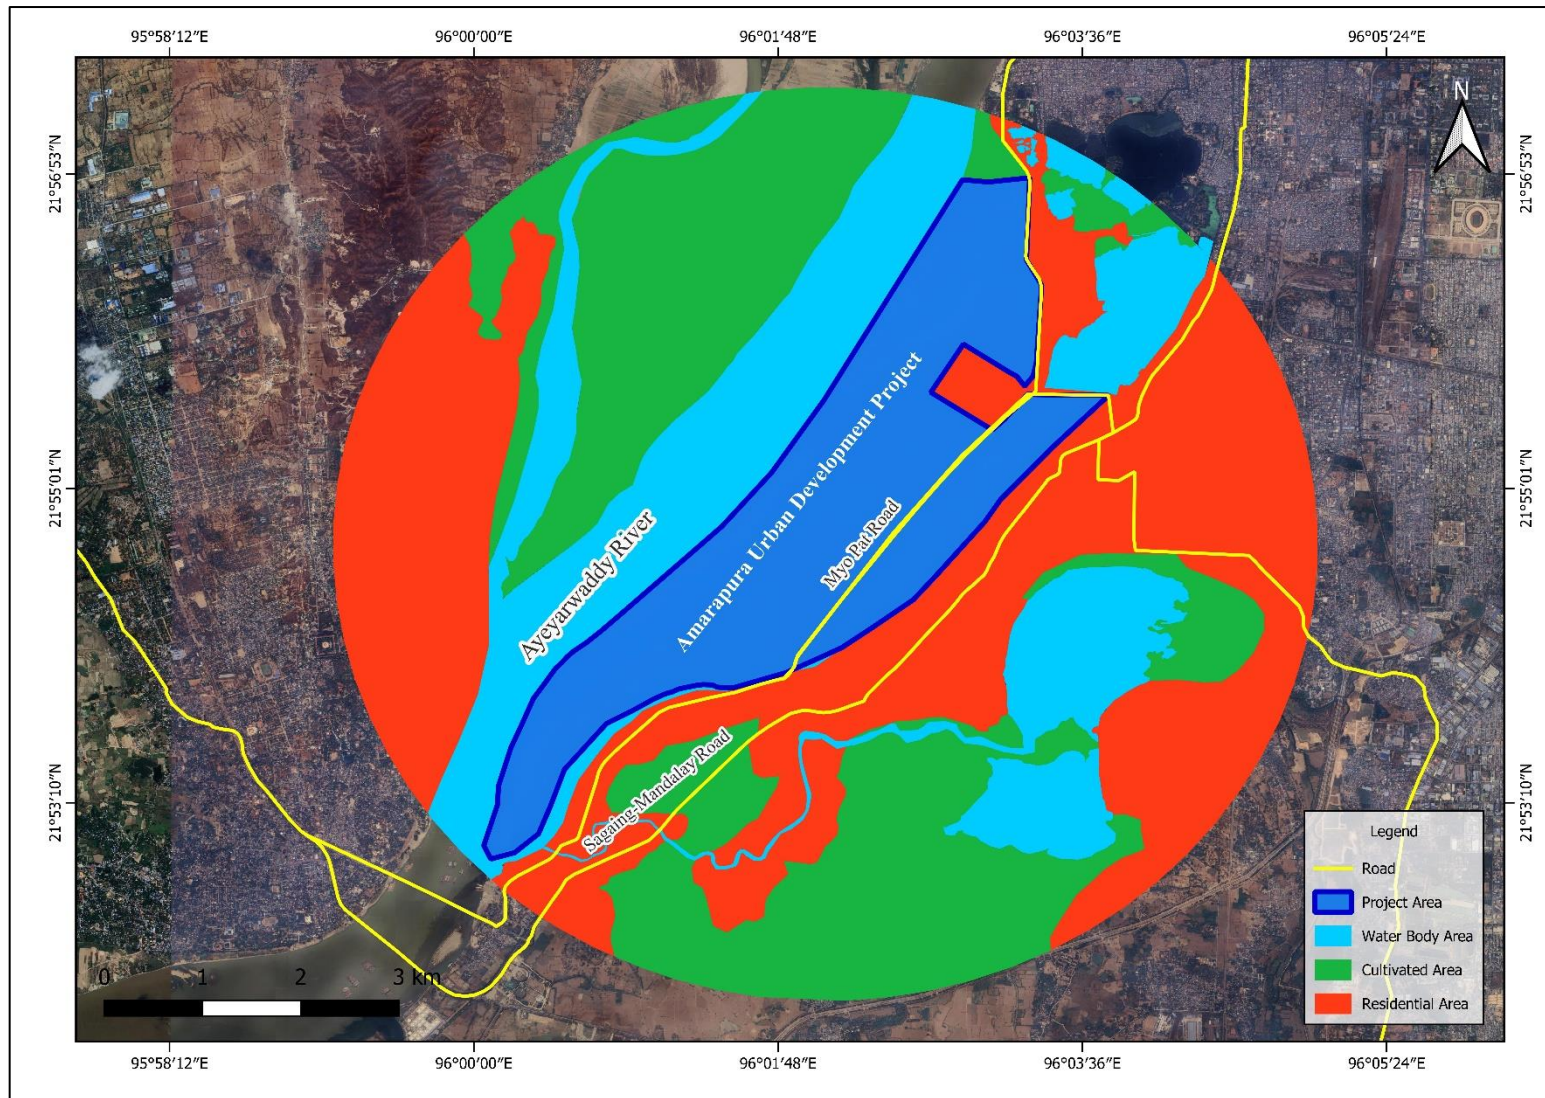 95°58'12"E
96°00'00"E
96°01'48"E
96°03'36"E
96°05'24"E
N
21°56'53"N
21°56'53"N
Amarapura Urban Development Project
21°55'01"N
21°55'01"N
Ayeyarwaddy River
Myo Pat Road
Sagaing-Mandalay Road
21°53'10"N
21°53'10"N
Legend
Road
Project Area
Water Body Area
Cultivated Area
Residential Area
0 1 2 3 km
95°58'12"E
96°00'00"E
96°01'48"E
96°03'36"E
96°05'24"E